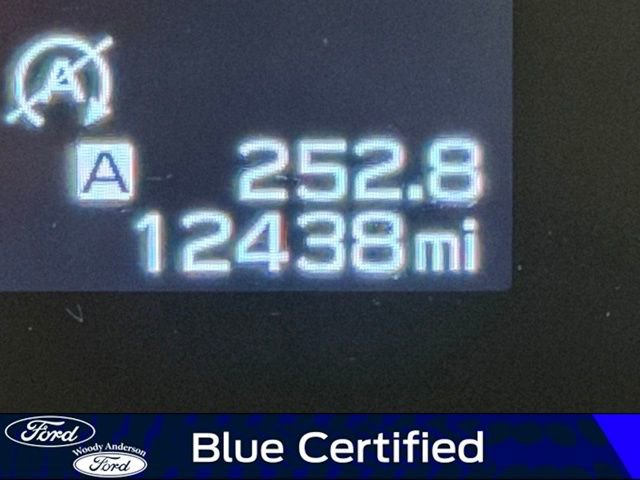 A
A 252.8
12438mi
Ford
Woody Anderson
Ford
Blue Certified